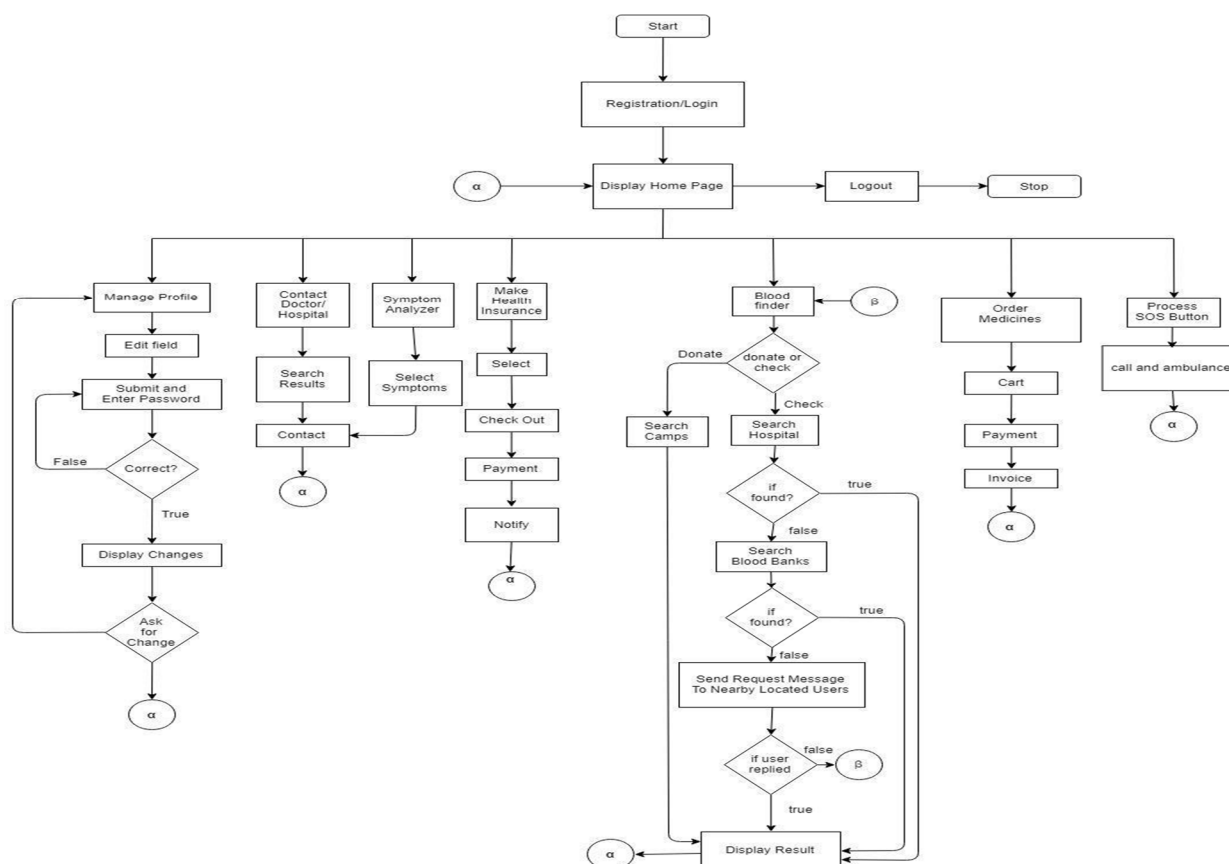 Start
Registration/Login
α
Display Home Page
Logout
Stop
Manage Profile
Edit field
Submit and
Enter Password
False
Correct?
True
Display Changes
Ask
for
Change
α
Contact
Doctor/
Hospital
Search
Results
Contact
α
Symptom
Analyzer
Select
Symptoms
Make
Health
Insurance
Select
Check Out
Payment
Notify
α
Blood
finder
β
Donate
donate or
check
Check
Search
Camps
Search
Hospital
if
found?
true
false
Search
Blood Banks
if
found?
true
false
Send Request Message
To Nearby Located Users
if user
replied
false
β
true
Display Result
α
Order
Medicines
Cart
Payment
Invoice
α
Process
SOS Button
call and ambulance
α